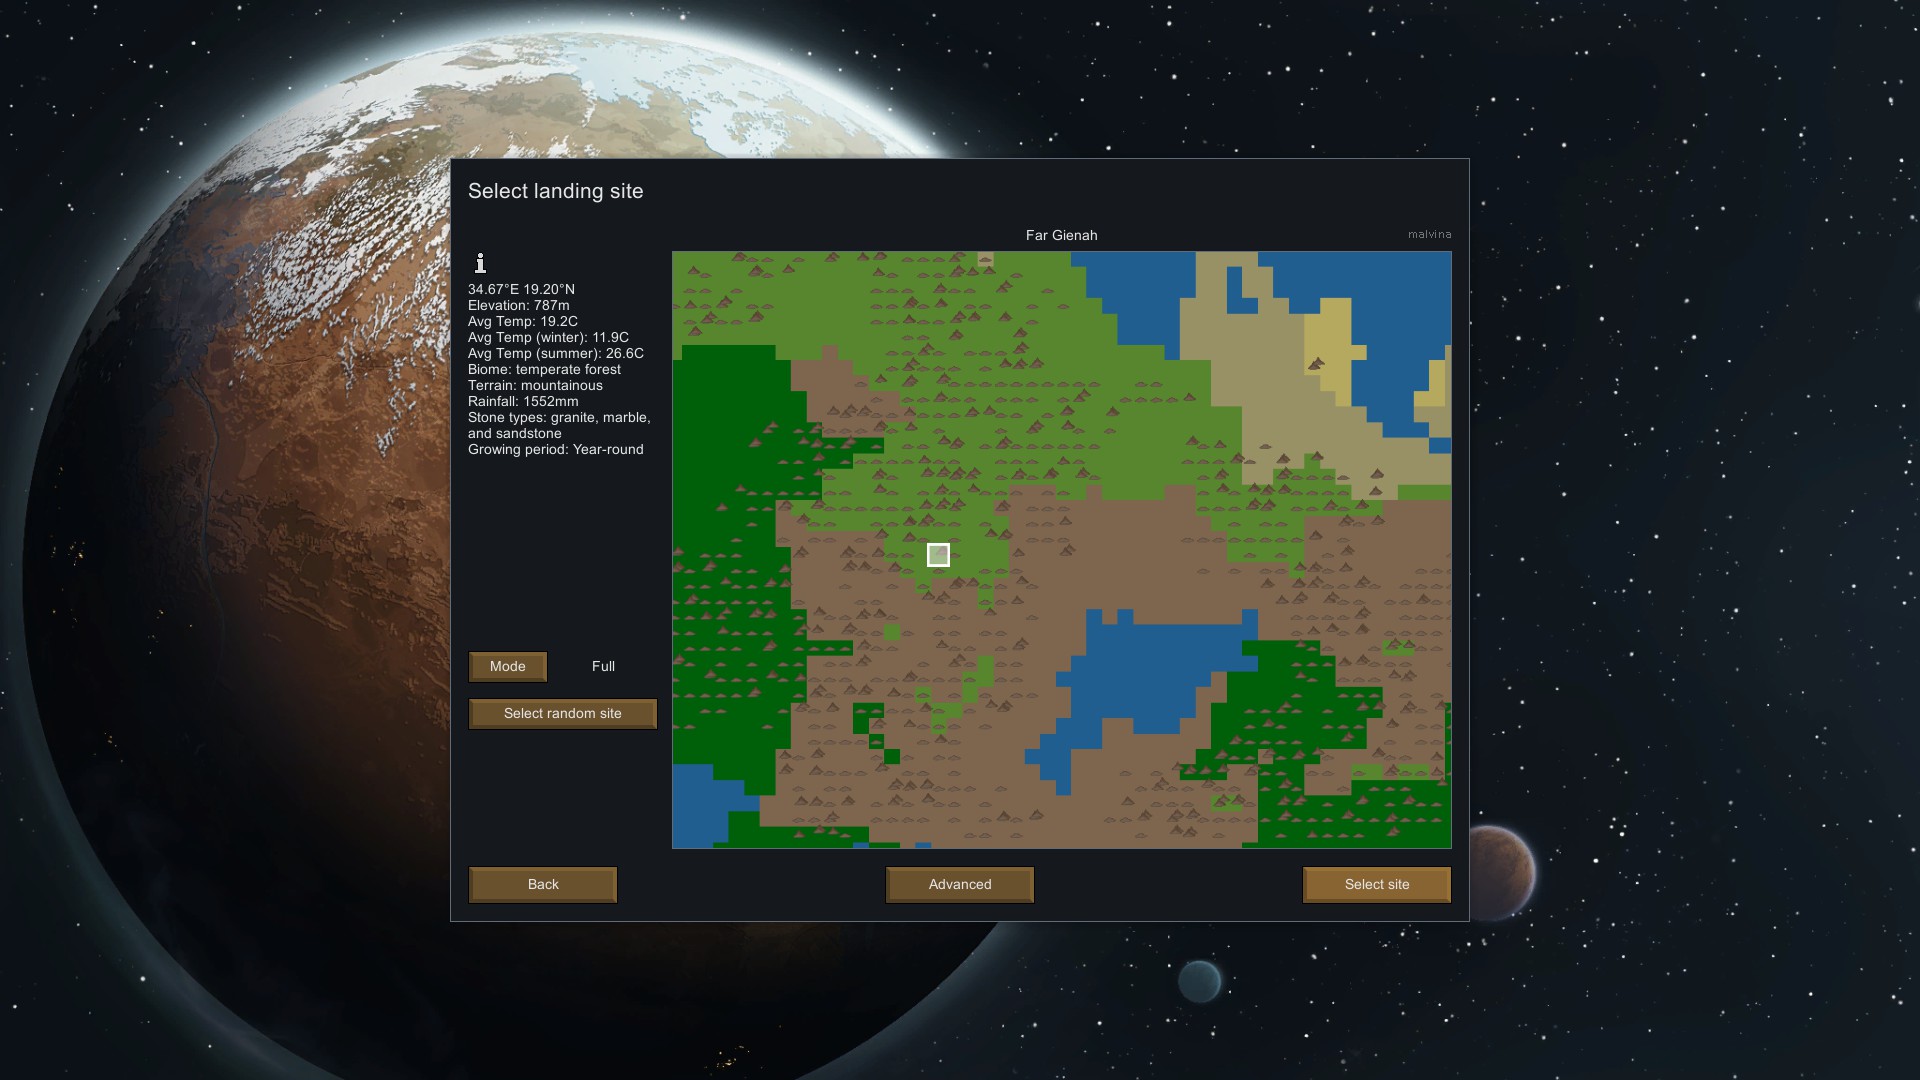 Select landing site
Far Gienah
malvina
34.67°E 19.20°N
Elevation: 787m
Avg Temp: 19.2C
Avg Temp (winter): 11.9C
Avg Temp (summer): 26.6C
Biome: temperate forest
Terrain: mountainous
Rainfall: 1552mm
Stone types: granite, marble,
and sandstone
Growing period: Year-round
Mode
Full
Select random site
Back
Advanced
Select site